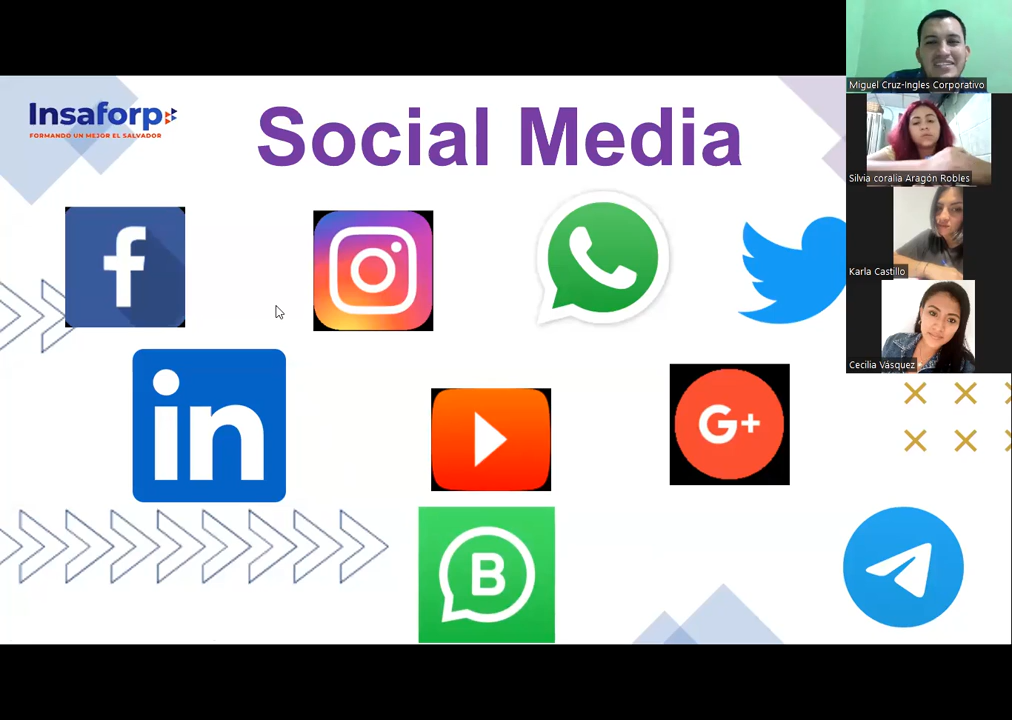 Insaforp
FORMANDO UN MEJOR EL SALVADOR
Social Media
f
in
G+
B
Miguel Cruz-Ingles Corporativo
Silvia coralia Aragón Robles
Karla Castillo
Cecilia Vásquez